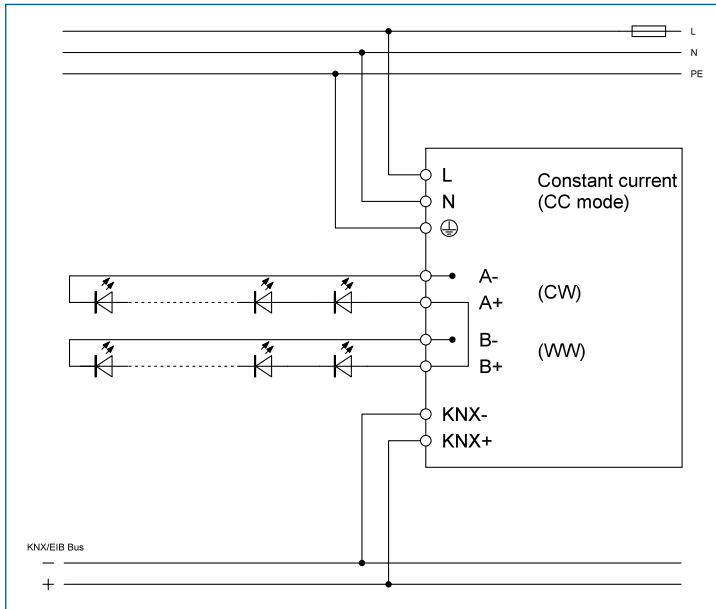 L
N
PE
L
Constant current
(CC mode)
N
A-
(CW)
A+
B-
(WW)
B+
KNX-
KNX+
KNX/EIB Bus
−
+